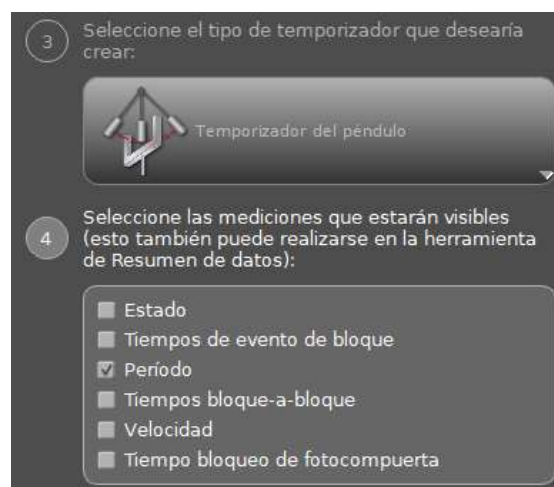 3
Seleccione el tipo de temporizador que desearía
crear:
Temporizador del péndulo
4
Seleccione las mediciones que estarán visibles
(esto también puede realizarse en la herramienta
de Resumen de datos):
Estado
Tiempos de evento de bloque
Período
Tiempos bloque-a-bloque
Velocidad
Tiempo bloqueo de fotocompuerta